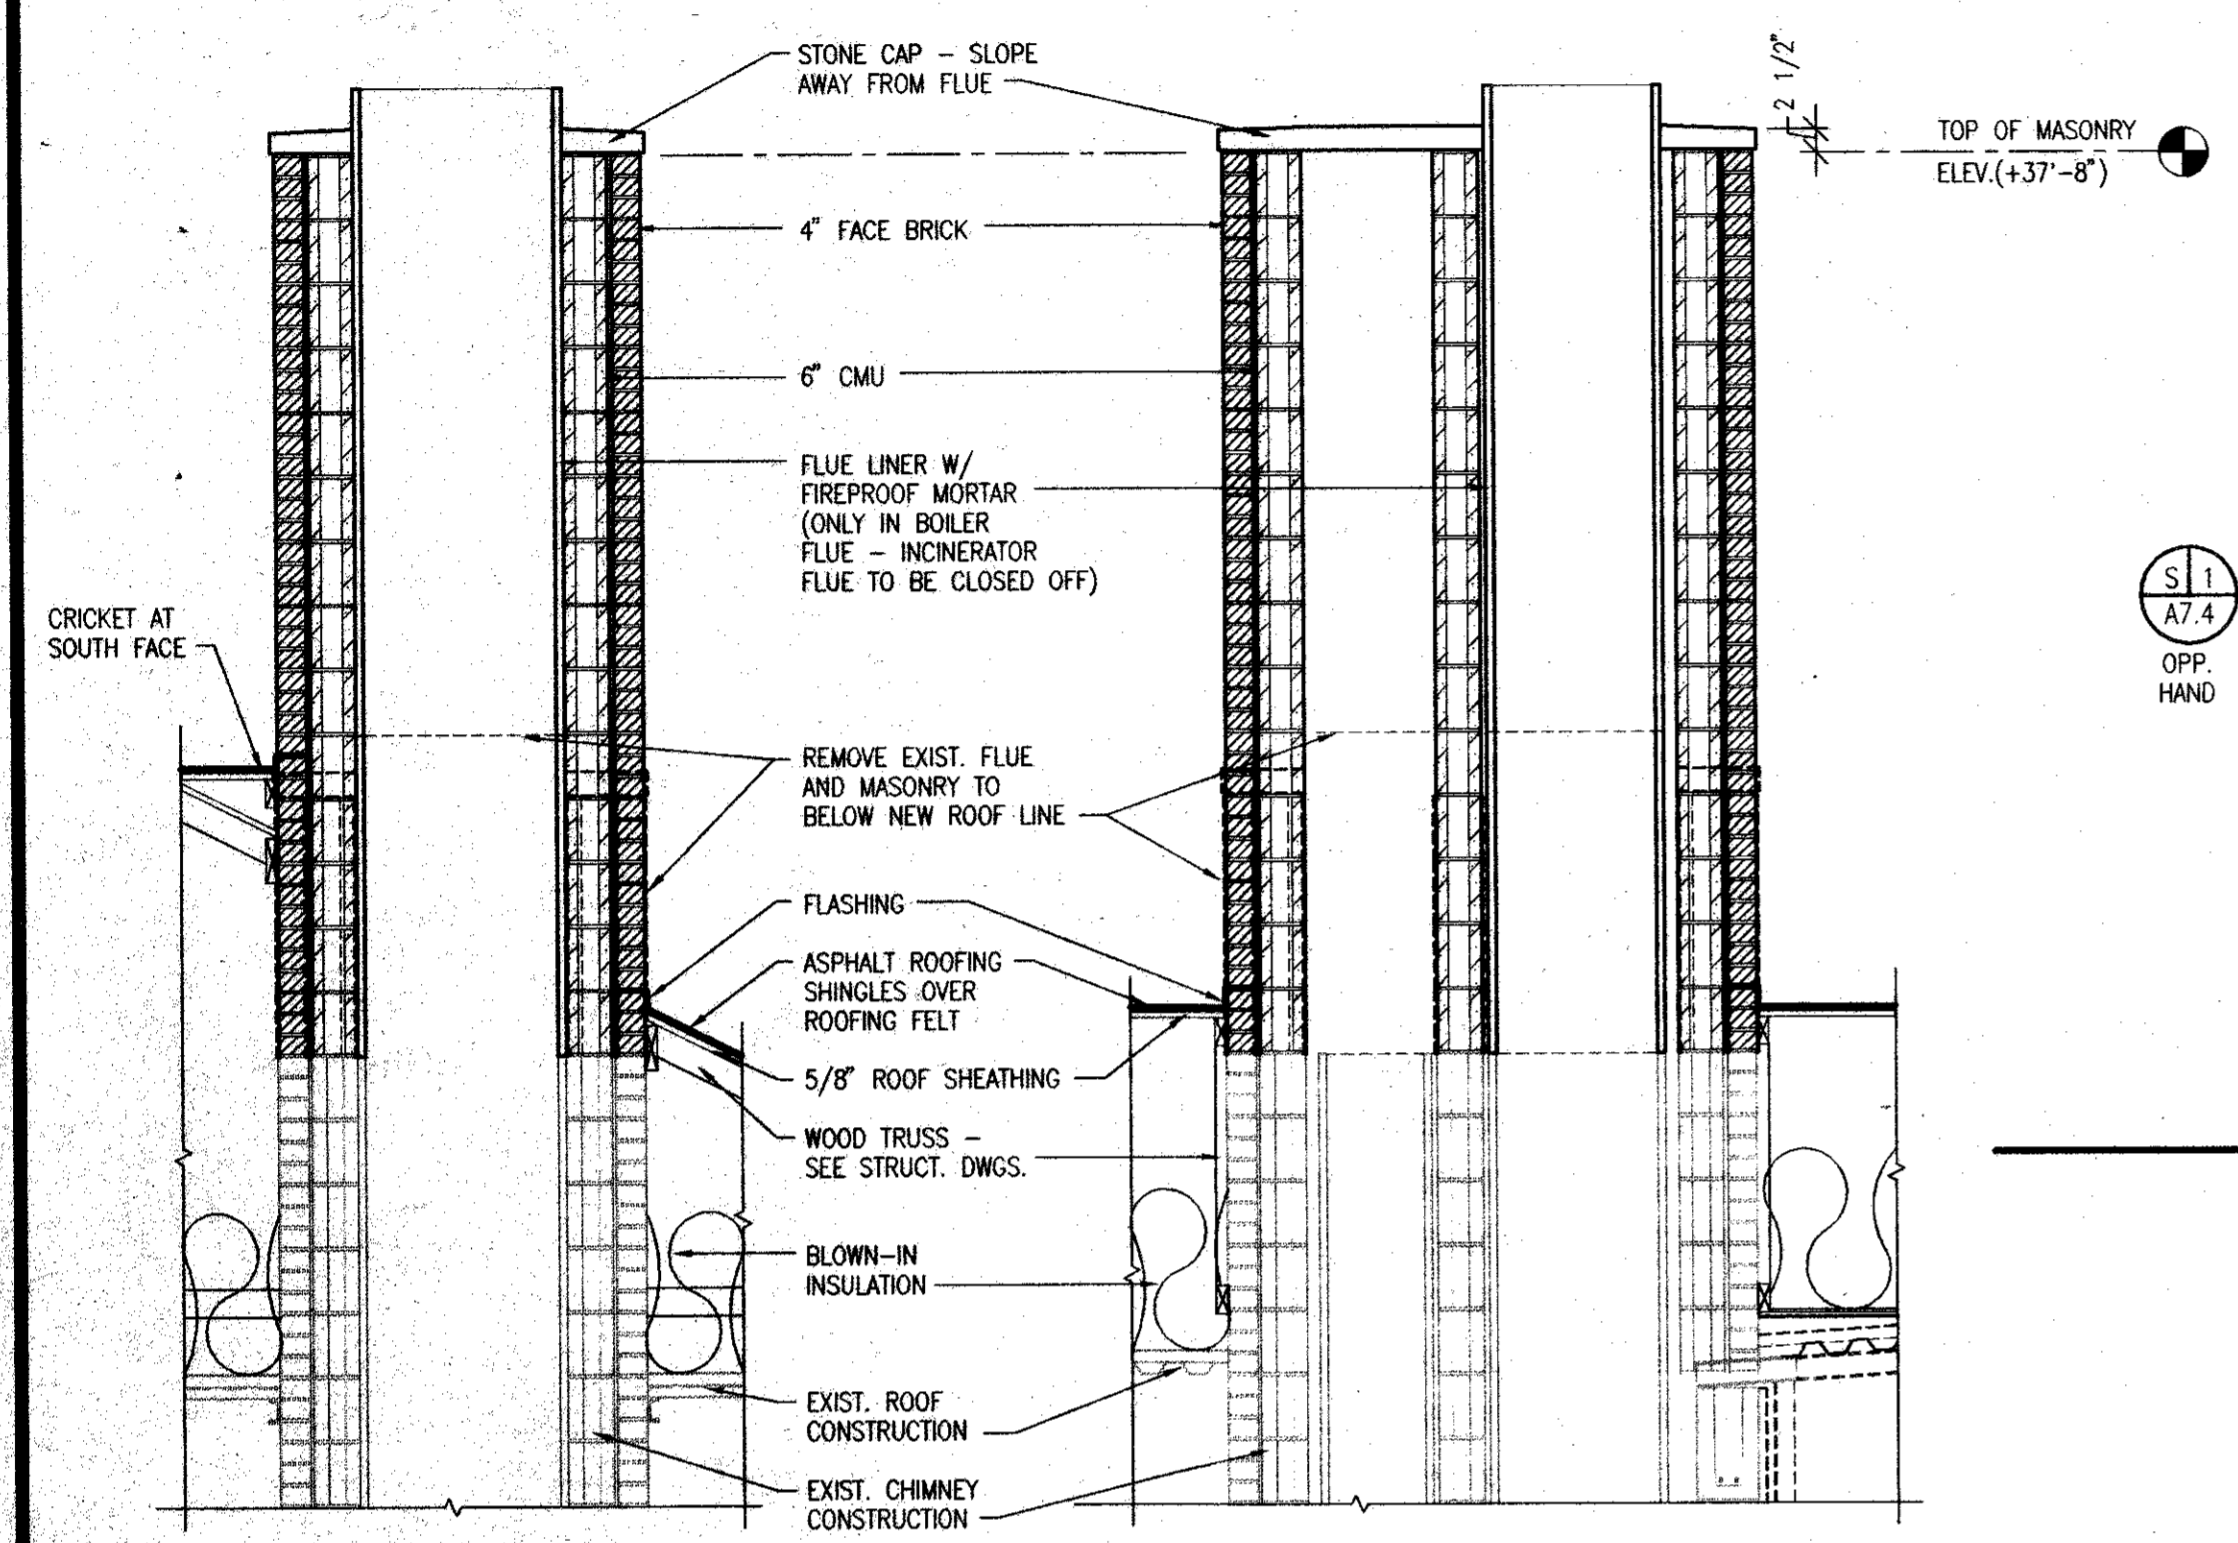 STONE CAP - SLOPE
AWAY FROM FLUE
2 1/2"
TOP OF MASONRY
ELEV.(+37'-8")
4" FACE BRICK
6" CMU
FLUE LINER W/
FIREPROOF MORTAR
(ONLY IN BOILER
FLUE - INCINERATOR
FLUE TO BE CLOSED OFF)
S 1
A7.4
OPP.
HAND
CRICKET AT
SOUTH FACE
REMOVE EXIST. FLUE
AND MASONRY TO
BELOW NEW ROOF LINE
FLASHING
ASPHALT ROOFING
SHINGLES OVER
ROOFING FELT
5/8" ROOF SHEATHING
WOOD TRUSS -
SEE STRUCT. DWGS.
BLOWN-IN
INSULATION
EXIST. ROOF
CONSTRUCTION
EXIST. CHIMNEY
CONSTRUCTION